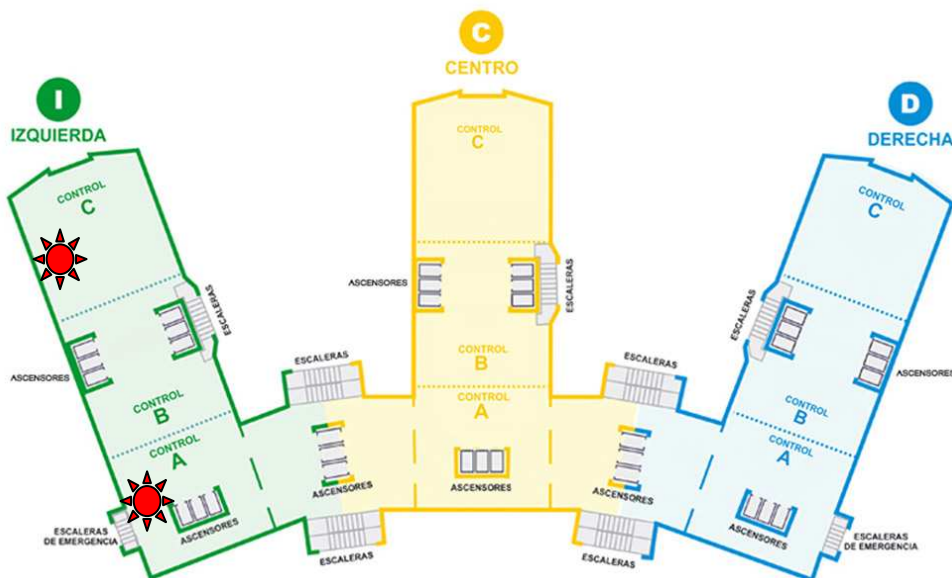 C
CENTRO
I
IZQUIERDA
D
DERECHA
CONTROL
C
CONTROL
C
CONTROL
C
ASCENSORES
ESCALERAS
ESCALERAS
ESCALERAS
ASCENSORES
ASCENSORES
CONTROL
B
CONTROL
B
CONTROL
B
ESCALERAS
ESCALERAS
CONTROL
A
CONTROL
A
CONTROL
A
ASCENSORES
ASCENSORES
ASCENSORES
ESCALERAS
DE EMERGENCIA
ASCENSORES
ASCENSORES
ESCALERAS
DE EMERGENCIA
ESCALERAS
ESCALERAS